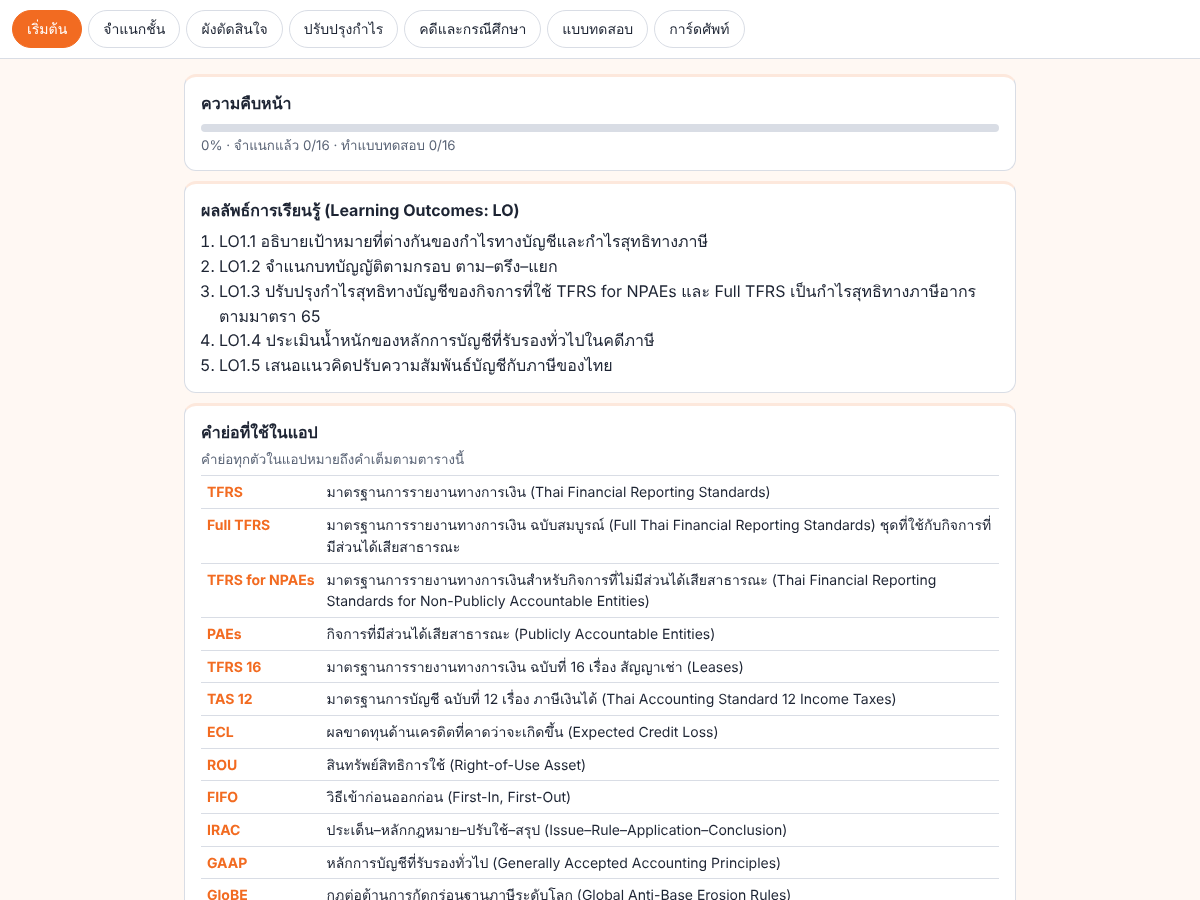 เริ่มต้น
จำแนกชั้น
ผังตัดสินใจ
ปรับปรุงกำไร
คดีและกรณีศึกษา
แบบทดสอบ
การ์ดศัพท์
ความคืบหน้า
0% · จำแนกแล้ว 0/16 · ทำแบบทดสอบ 0/16
ผลลัพธ์การเรียนรู้ (Learning Outcomes: LO)
1. LO1.1 อธิบายเป้าหมายที่ต่างกันของกำไรทางบัญชีและกำไรสุทธิทางภาษี
2. LO1.2 จำแนกบทบัญญัติตามกรอบ ตาม–ตรึง–แยก
3. LO1.3 ปรับปรุงกำไรสุทธิทางบัญชีของกิจการที่ใช้ TFRS for NPAEs และ Full TFRS เป็นกำไรสุทธิทางภาษีอากร
ตามมาตรา 65
4. LO1.4 ประเมินน้ำหนักของหลักการบัญชีที่รับรองทั่วไปในคดีภาษี
5. LO1.5 เสนอแนวคิดปรับความสัมพันธ์บัญชีกับภาษีของไทย
คำย่อที่ใช้ในแอป
คำย่อทุกตัวในแอปหมายถึงคำเต็มตามตารางนี้
TFRS มาตรฐานการรายงานทางการเงิน (Thai Financial Reporting Standards)
Full TFRS มาตรฐานการรายงานทางการเงิน ฉบับสมบูรณ์ (Full Thai Financial Reporting Standards) ชุดที่ใช้กับกิจการที่
มีส่วนได้เสียสาธารณะ
TFRS for NPAEs มาตรฐานการรายงานทางการเงินสำหรับกิจการที่ไม่มีส่วนได้เสียสาธารณะ (Thai Financial Reporting
Standards for Non-Publicly Accountable Entities)
PAEs กิจการที่มีส่วนได้เสียสาธารณะ (Publicly Accountable Entities)
TFRS 16 มาตรฐานการรายงานทางการเงิน ฉบับที่ 16 เรื่อง สัญญาเช่า (Leases)
TAS 12 มาตรฐานการบัญชี ฉบับที่ 12 เรื่อง ภาษีเงินได้ (Thai Accounting Standard 12 Income Taxes)
ECL ผลขาดทุนด้านเครดิตที่คาดว่าจะเกิดขึ้น (Expected Credit Loss)
ROU สินทรัพย์สิทธิการใช้ (Right-of-Use Asset)
FIFO วิธีเข้าก่อนออกก่อน (First-In, First-Out)
IRAC ประเด็น–หลักกฎหมาย–ปรับใช้–สรุป (Issue–Rule–Application–Conclusion)
GAAP หลักการบัญชีที่รับรองทั่วไป (Generally Accepted Accounting Principles)
GloBE กฎต่อต้านการกัดกร่อนฐานภาษีระดับโลก (Global Anti-Base Erosion Rules)